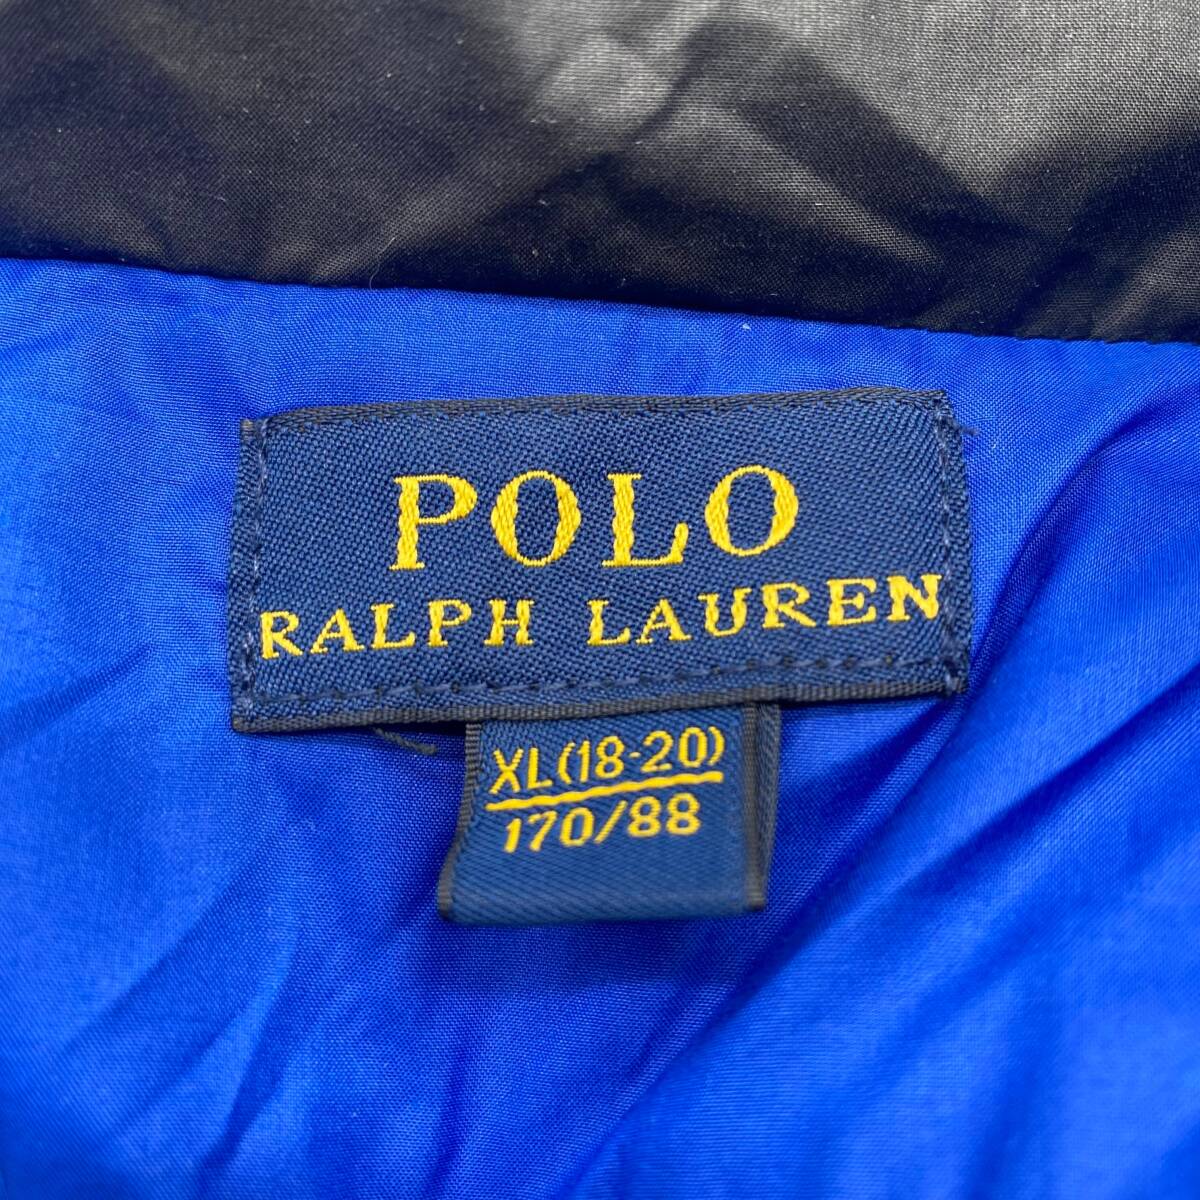 POLO
RALPH LAUREN
XL(18-20)
170/88